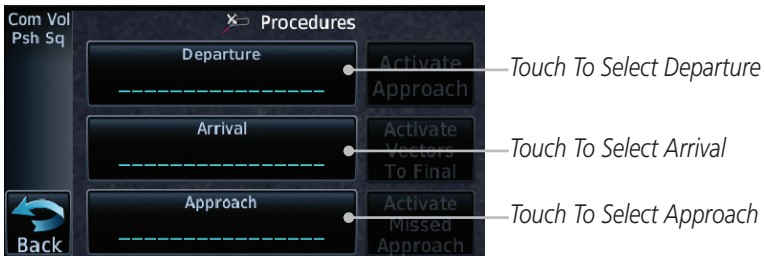 Com Vol
Psh Sq
Procedures
Departure
_ _ _ _ _ _ _ _ _ _ _ _ _ _ _ _
Activate
Approach
Touch To Select Departure
Arrival
_ _ _ _ _ _ _ _ _ _ _ _ _ _ _ _
Activate
Vectors
To Final
Touch To Select Arrival
Approach
_ _ _ _ _ _ _ _ _ _ _ _ _ _ _ _
Activate
Missed
Approach
Touch To Select Approach
Back